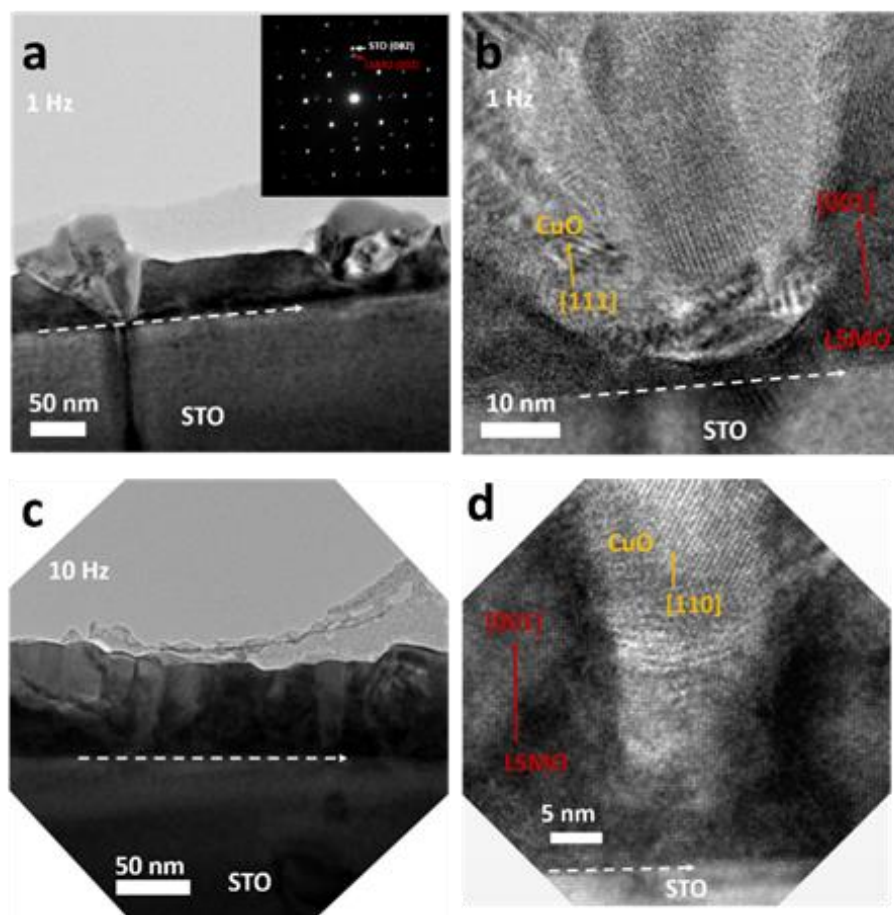 a
STO (002)
1 Hz
50 nm
STO
b
1 Hz
[001]
CuO
[111]
LSMO
10 nm
STO
c
10 Hz
50 nm
STO
d
CuO
[110]
[001]
LSMO
5 nm
STO